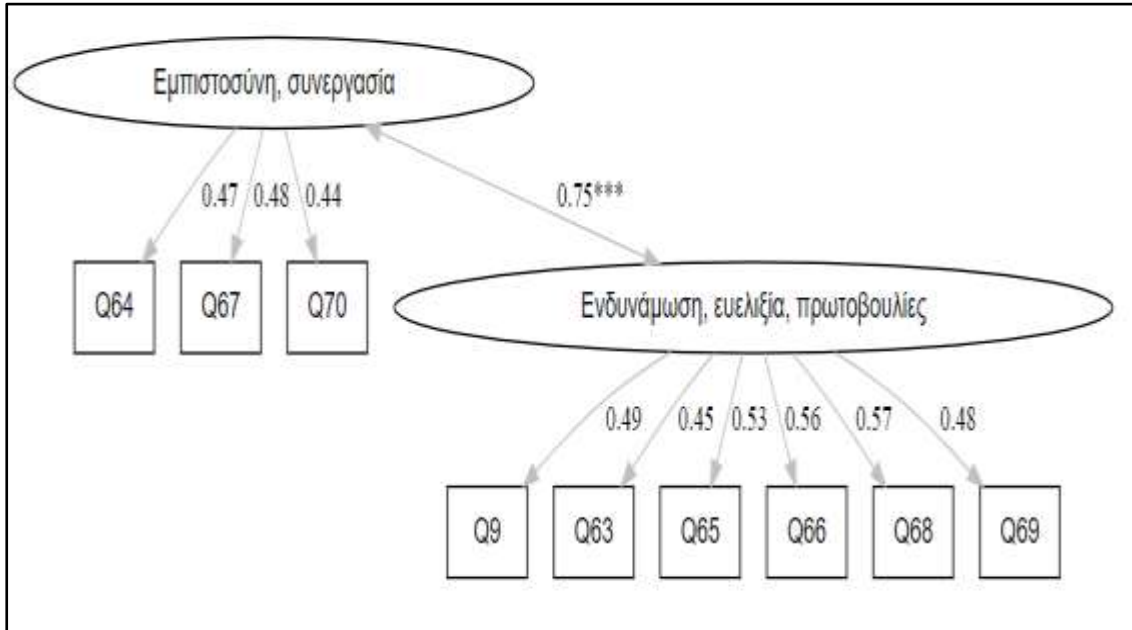 Εμπιστοσύνη, συνεργασία
0.47 0.48 0.44
0.75***
Q64 Q67 Q70
Ενδυνάμωση, ευελιξία, πρωτοβουλίες
0.49 0.45 0.53 0.56 0.57 0.48
Q9 Q63 Q65 Q66 Q68 Q69